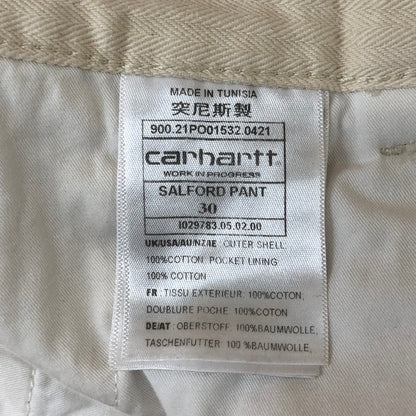 MADE IN TUNISIA
突尼斯製
900.21PO01532.0421
carhartt
WORK IN PROGRESS
SALFORD PANT
30
I029783.05.02.00
UK/USA/AU/NZ/IE : OUTER SHELL:
100%COTTON, POCKET LINING
100% COTTON
FR : TISSU EXTERIEUR: 100%COTON,
DOUBLURE POCHE: 100%COTON
DE/AT : OBERSTOFF: 100%BAUMWOLLE,
TASCHENFUTTER: 100 %BAUMWOLLE,